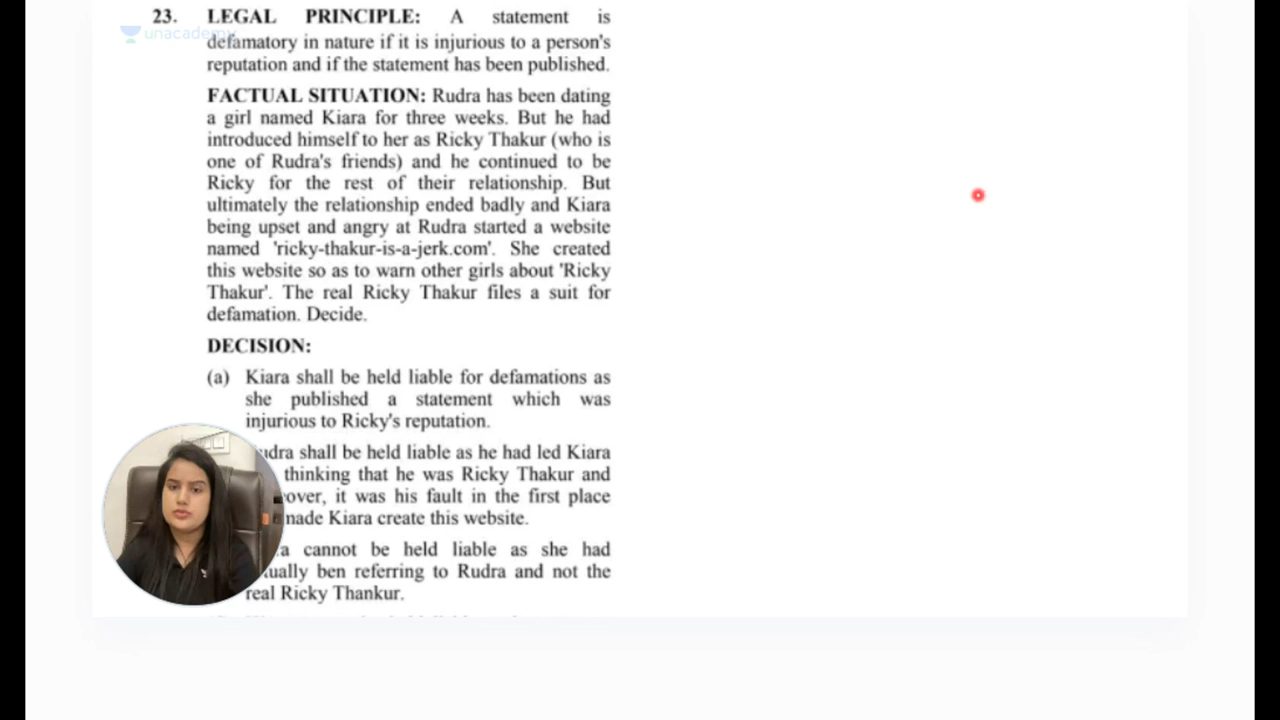 23. LEGAL PRINCIPLE: A statement is
unacademy
defamatory in nature if it is injurious to a person's
reputation and if the statement has been published.
FACTUAL SITUATION: Rudra has been dating
a girl named Kiara for three weeks. But he had
introduced himself to her as Ricky Thakur (who is
one of Rudra's friends) and he continued to be
Ricky for the rest of their relationship. But
ultimately the relationship ended badly and Kiara
being upset and angry at Rudra started a website
named 'ricky-thakur-is-a-jerk.com'. She created
this website so as to warn other girls about 'Ricky
Thakur'. The real Ricky Thakur files a suit for
defamation. Decide.
DECISION:
(a) Kiara shall be held liable for defamations as
she published a statement which was
injurious to Ricky's reputation.
shall be held liable as he had led Kiara
thinking that he was Ricky Thakur and
it was his fault in the first place
made Kiara create this website.
cannot be held liable as she had
ben referring to Rudra and not the
real Ricky Thankur.